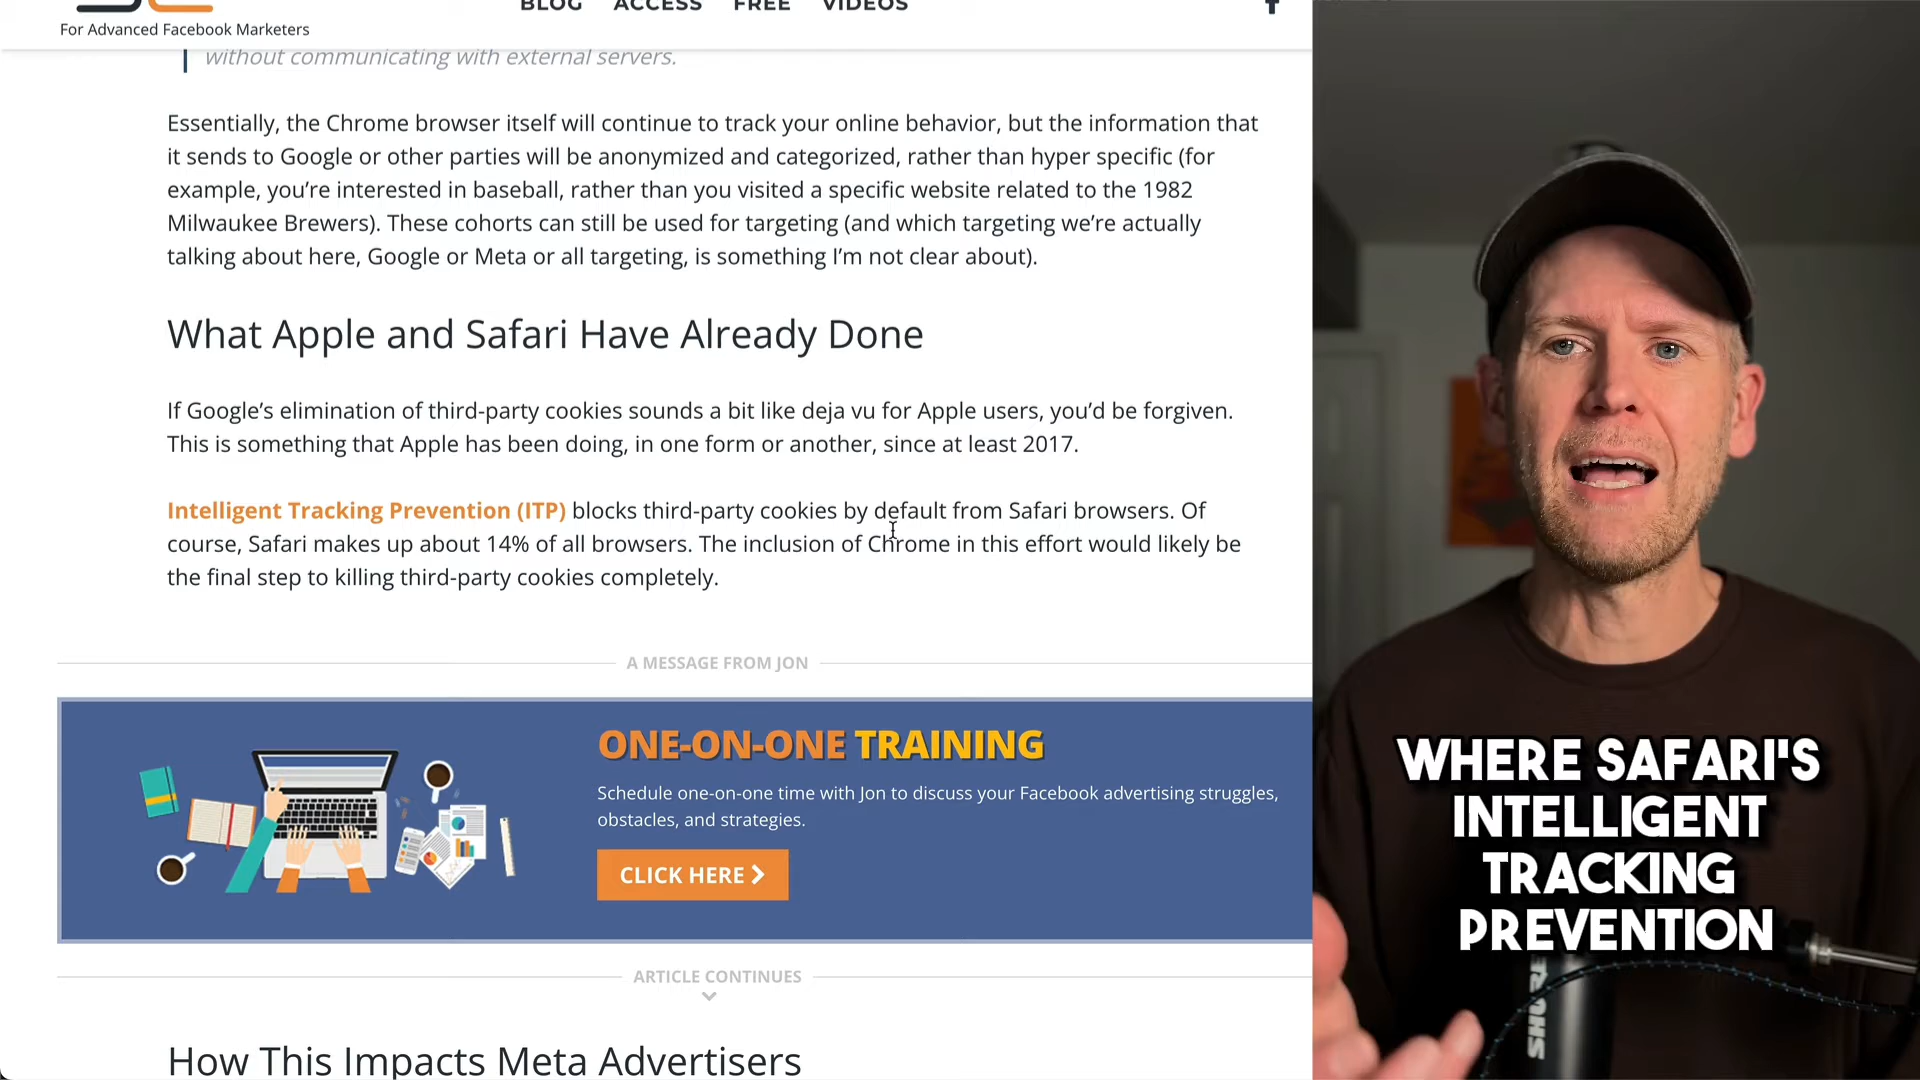 BLOG ACCESS FREE VIDEOS
For Advanced Facebook Marketers
without communicating with external servers.
Essentially, the Chrome browser itself will continue to track your online behavior, but the information that
it sends to Google or other parties will be anonymized and categorized, rather than hyper specific (for
example, you’re interested in baseball, rather than you visited a specific website related to the 1982
Milwaukee Brewers). These cohorts can still be used for targeting (and which targeting we’re actually
talking about here, Google or Meta or all targeting, is something I’m not clear about).
What Apple and Safari Have Already Done
If Google’s elimination of third-party cookies sounds a bit like deja vu for Apple users, you’d be forgiven.
This is something that Apple has been doing, in one form or another, since at least 2017.
Intelligent Tracking Prevention (ITP) blocks third-party cookies by default from Safari browsers. Of
course, Safari makes up about 14% of all browsers. The inclusion of Chrome in this effort would likely be
the final step to killing third-party cookies completely.
A MESSAGE FROM JON
ONE-ON-ONE TRAINING
Schedule one-on-one time with Jon to discuss your Facebook advertising struggles,
obstacles, and strategies.
CLICK HERE
ARTICLE CONTINUES
How This Impacts Meta Advertisers
WHERE SAFARI'S
INTELLIGENT
TRACKING
PREVENTION